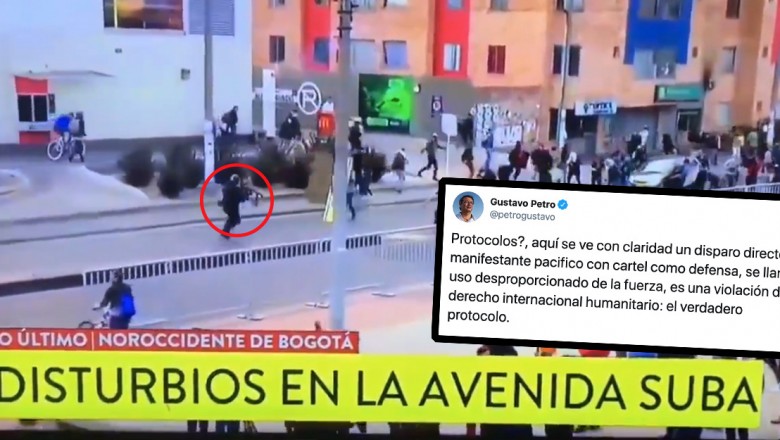 Gustavo Petro
@petrogustavo
Protocolos?, aquí se ve con claridad un disparo direct
manifestante pacifico con cartel como defensa, se llar
uso desproporcionado de la fuerza, es una violación d
derecho internacional humanitario: el verdadero
protocolo.
O ÚLTIMO | NOROCCIDENTE DE BOGOTÁ
DISTURBIOS EN LA AVENIDA SUBA